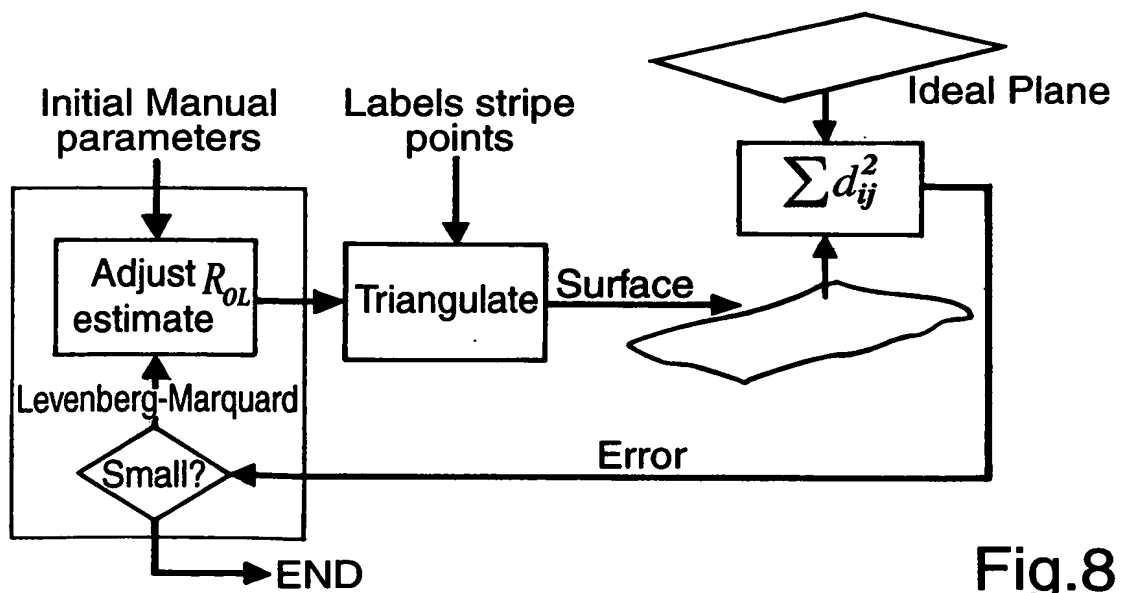 Initial Manual
parameters
Labels stripe
points
Ideal Plane
∑ d²ᵢⱼ
Adjust R_OL
estimate
Triangulate
Surface
Levenberg-Marquard
Small?
Error
END
Fig.8